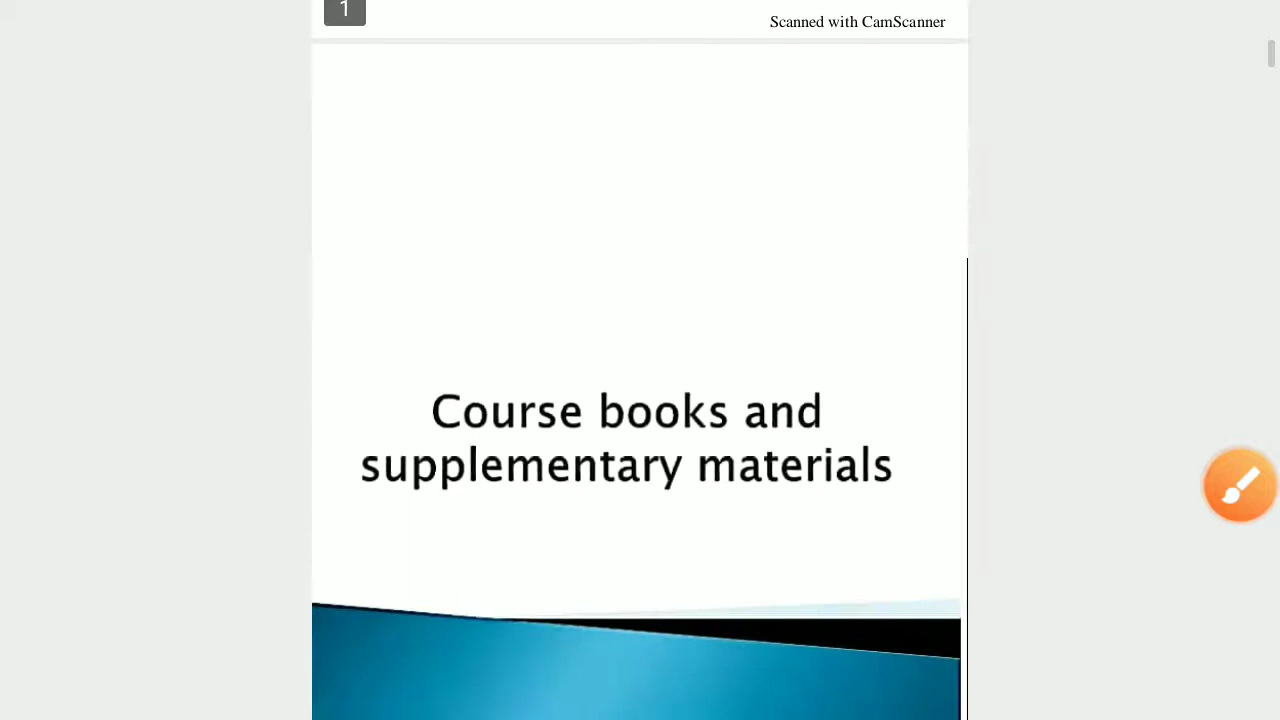 1
Scanned with CamScanner
Course books and
supplementary materials